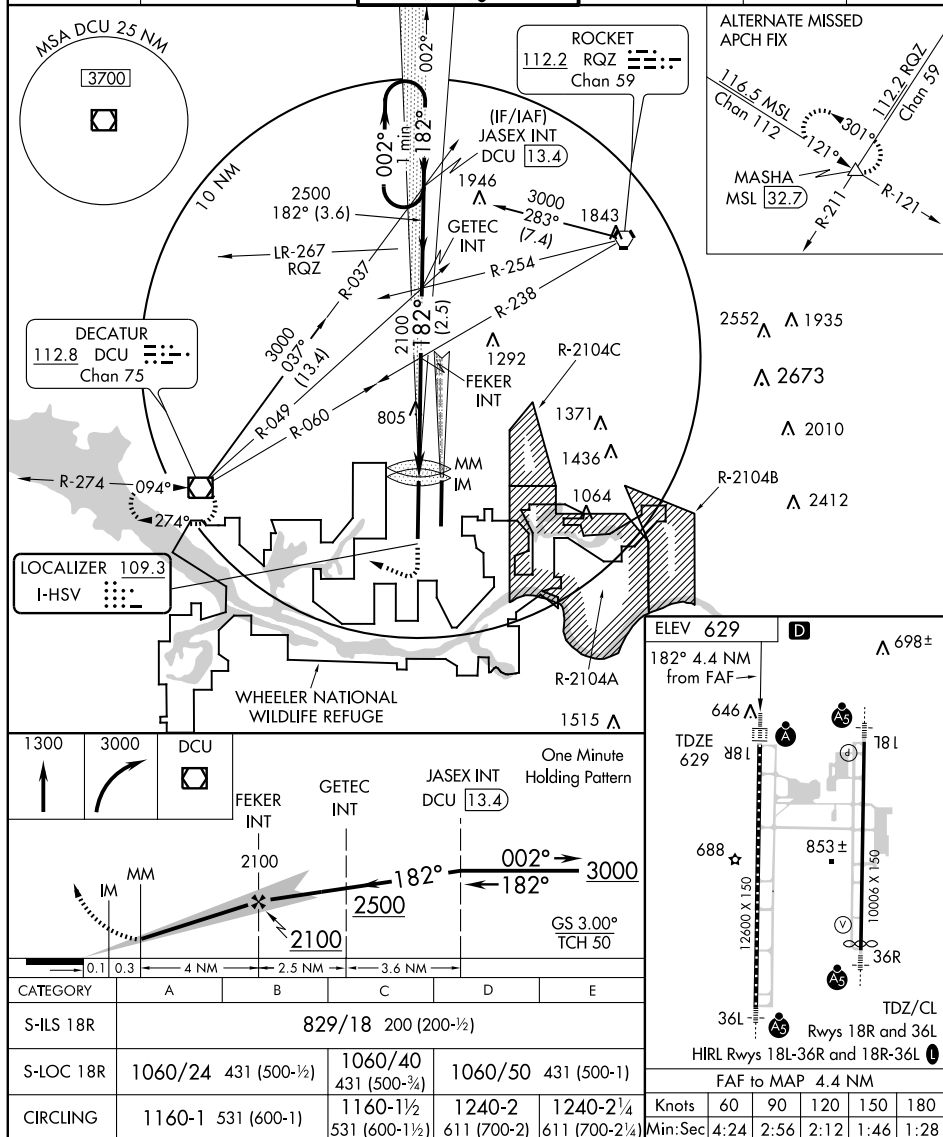 MSA DCU 25 NM
3700
10 NM
002°
002°
1 min
182°
(IF/IAF)
JASEX INT
DCU 13.4
ROCKET
112.2 RQZ
Chan 59
ALTERNATE MISSED
APCH FIX
116.5 MSL
Chan 112
112.2 RQZ
Chan 59
301°
121°
MASHA
MSL 32.7
R-211
R-121
2500
182° (3.6)
1946
3000
283°
(7.4)
1843
GETEC
INT
LR-267
RQZ
R-037
R-254
R-238
2100
182°
(2.5)
DECATUR
112.8 DCU
Chan 75
3000
037°
(13.4)
R-049
R-060
1292
FEKER
INT
805
R-2104C
2552
1935
2673
1371
2010
1436
R-2104B
1064
2412
R-274
094°
274°
MM
IM
LOCALIZER 109.3
I-HSV
WHEELER NATIONAL
WILDLIFE REFUGE
R-2104A
1515
ELEV 629
D
698±
182° 4.4 NM
from FAF
646
A
A5
TDZE
629
18R
18L
P
688
853±
12600 X 150
10006 X 150
V
36R
A5
36L
A5
TDZ/CL
Rwys 18R and 36L
HIRL Rwys 18L-36R and 18R-36L L
FAF to MAP 4.4 NM
Knots 60 90 120 150 180
Min:Sec 4:24 2:56 2:12 1:46 1:28
1300
3000
DCU
One Minute
Holding Pattern
FEKER
INT
GETEC
INT
JASEX INT
DCU 13.4
2100
MM
IM
182°
002°
182°
3000
2500
2100
GS 3.00°
TCH 50
0.1 0.3 4 NM 2.5 NM 3.6 NM
CATEGORY A B C D E
S-ILS 18R 829/18 200 (200-½)
S-LOC 18R 1060/24 431 (500-½) 1060/40 431 (500-¾) 1060/50 431 (500-1)
CIRCLING 1160-1 531 (600-1) 1160-1½ 531 (600-1½) 1240-2 611 (700-2) 1240-2¼ 611 (700-2¼)